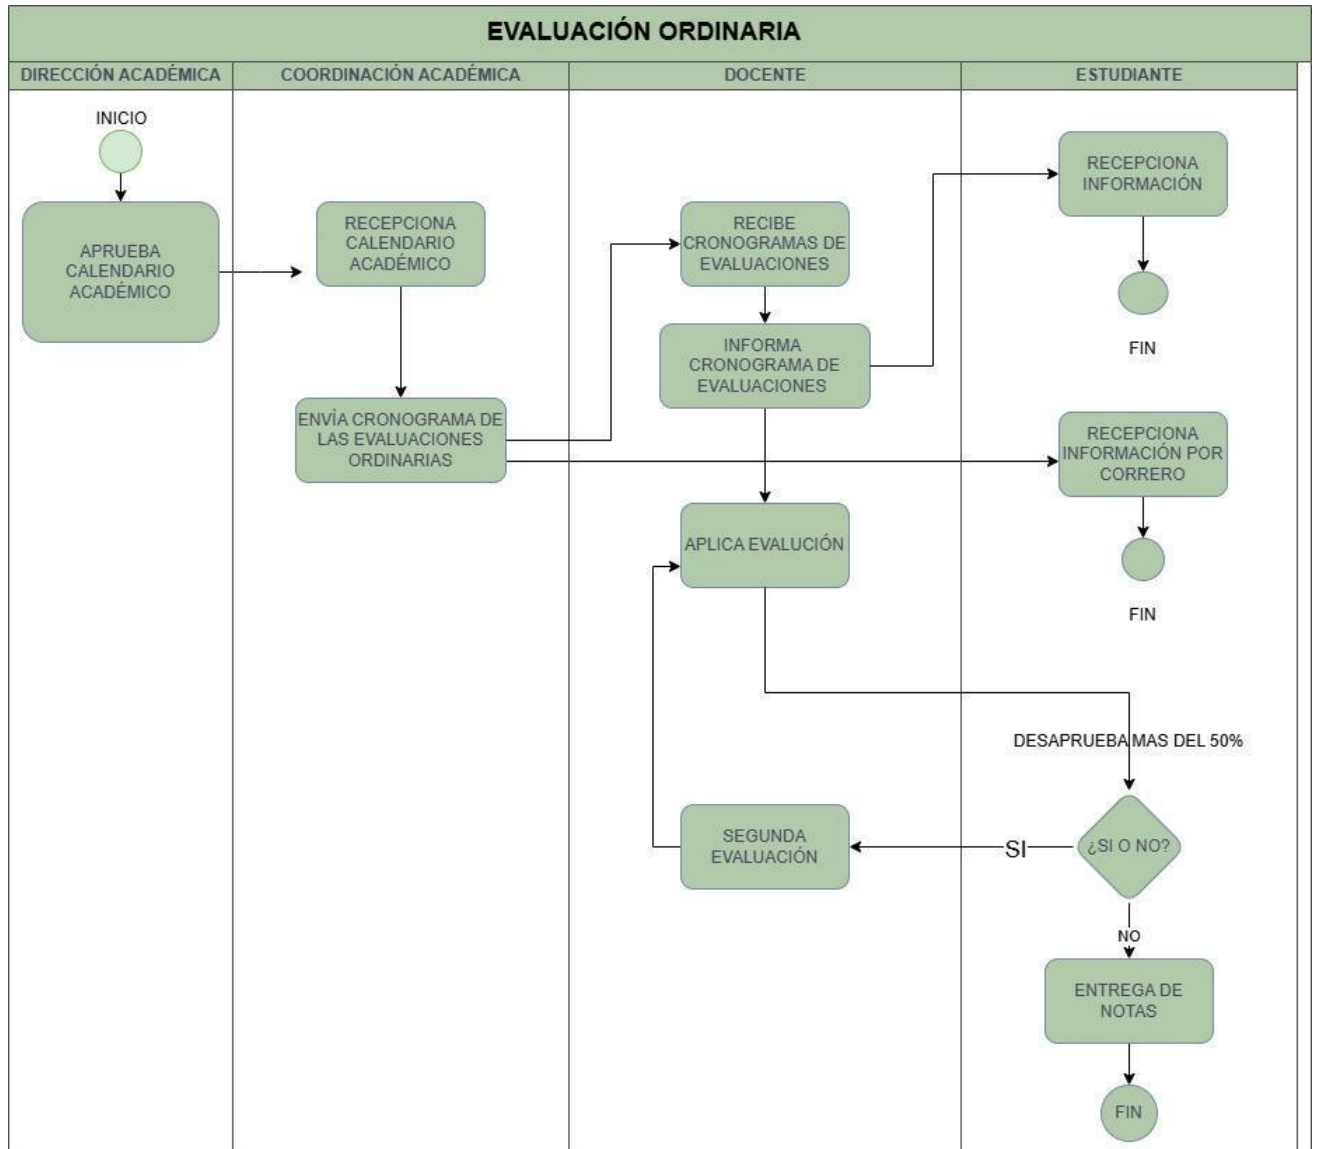 EVALUACIÓN ORDINARIA
DIRECCIÓN ACADÉMICA
COORDINACIÓN ACADÉMICA
DOCENTE
ESTUDIANTE
INICIO
APRUEBA
CALENDARIO
ACADÉMICO
RECEPCIONA
CALENDARIO
ACADÉMICO
ENVÌA CRONOGRAMA DE
LAS EVALUACIONES
ORDINARIAS
RECIBE
CRONOGRAMAS DE
EVALUACIONES
INFORMA
CRONOGRAMA DE
EVALUACIONES
RECEPCIONA
INFORMACIÓN
FIN
RECEPCIONA
INFORMACIÓN POR
CORRERO
FIN
APLICA EVALUCIÓN
DESAPRUEBA MAS DEL 50%
¿SI O NO?
SI
SEGUNDA
EVALUACIÓN
NO
ENTREGA DE
NOTAS
FIN